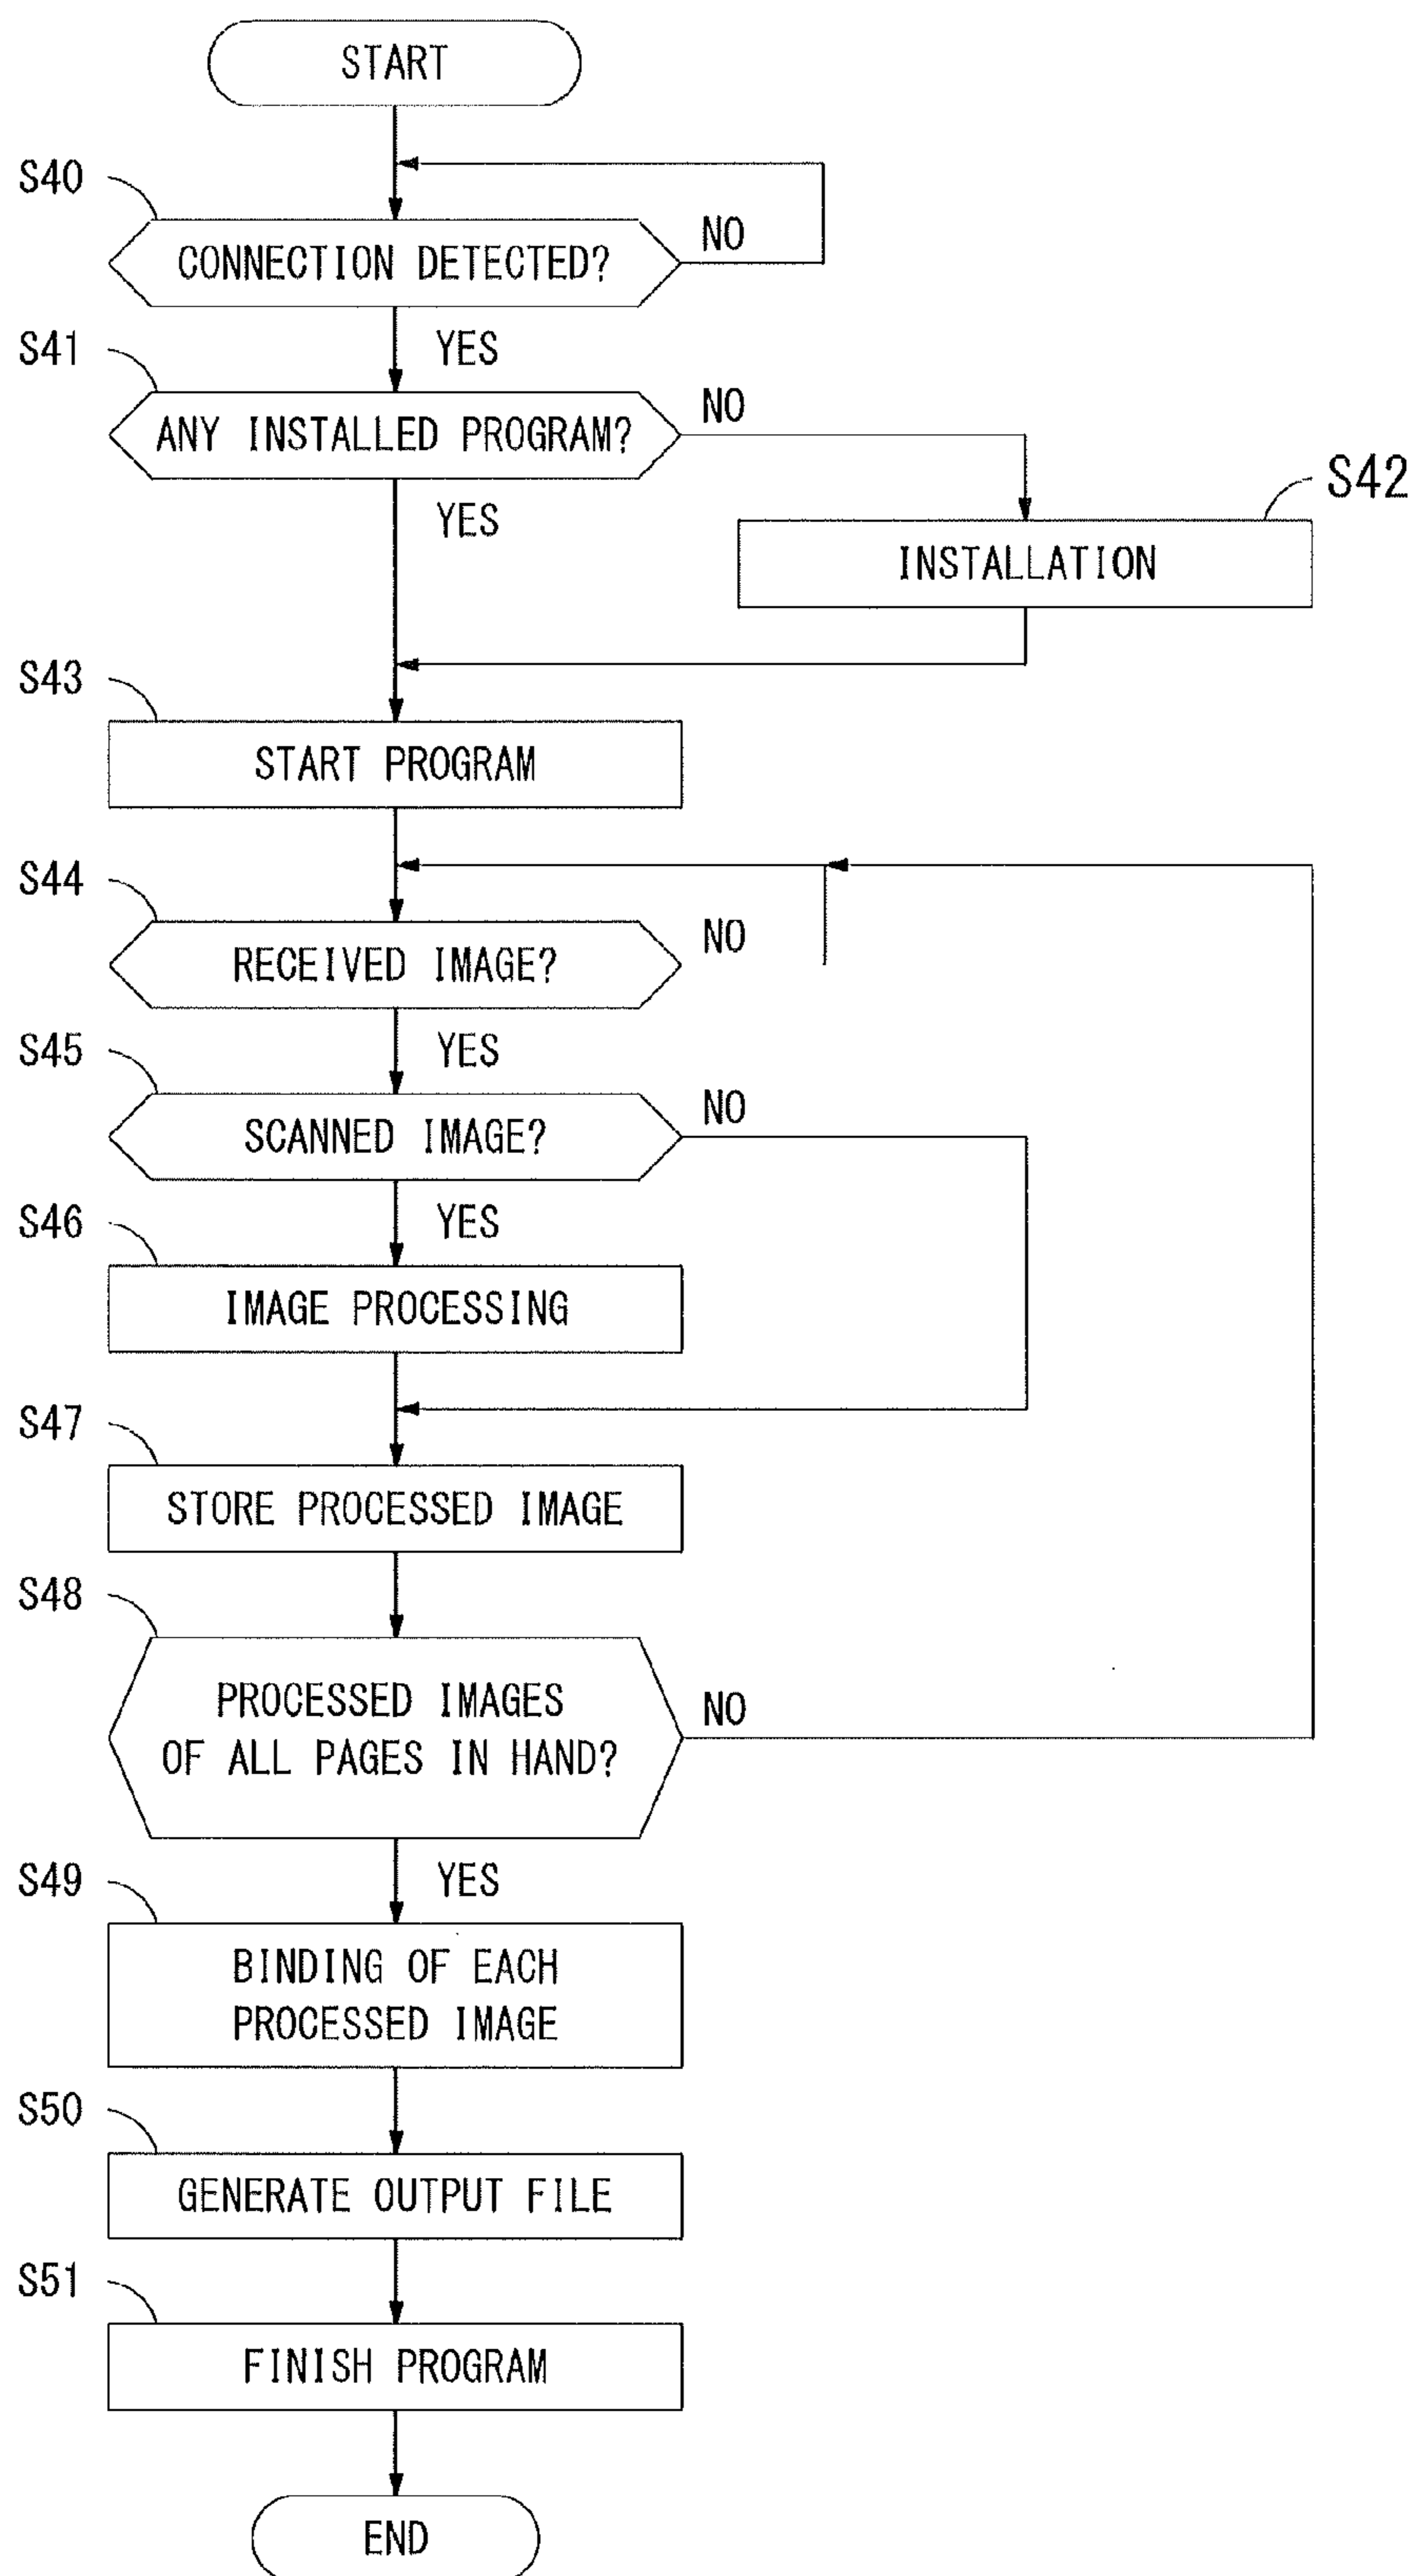 START
S40
CONNECTION DETECTED?
NO
YES
S41
ANY INSTALLED PROGRAM?
NO
YES
S42
INSTALLATION
S43
START PROGRAM
S44
RECEIVED IMAGE?
NO
YES
S45
SCANNED IMAGE?
NO
YES
S46
IMAGE PROCESSING
S47
STORE PROCESSED IMAGE
S48
PROCESSED IMAGES
OF ALL PAGES IN HAND?
NO
YES
S49
BINDING OF EACH
PROCESSED IMAGE
S50
GENERATE OUTPUT FILE
S51
FINISH PROGRAM
END